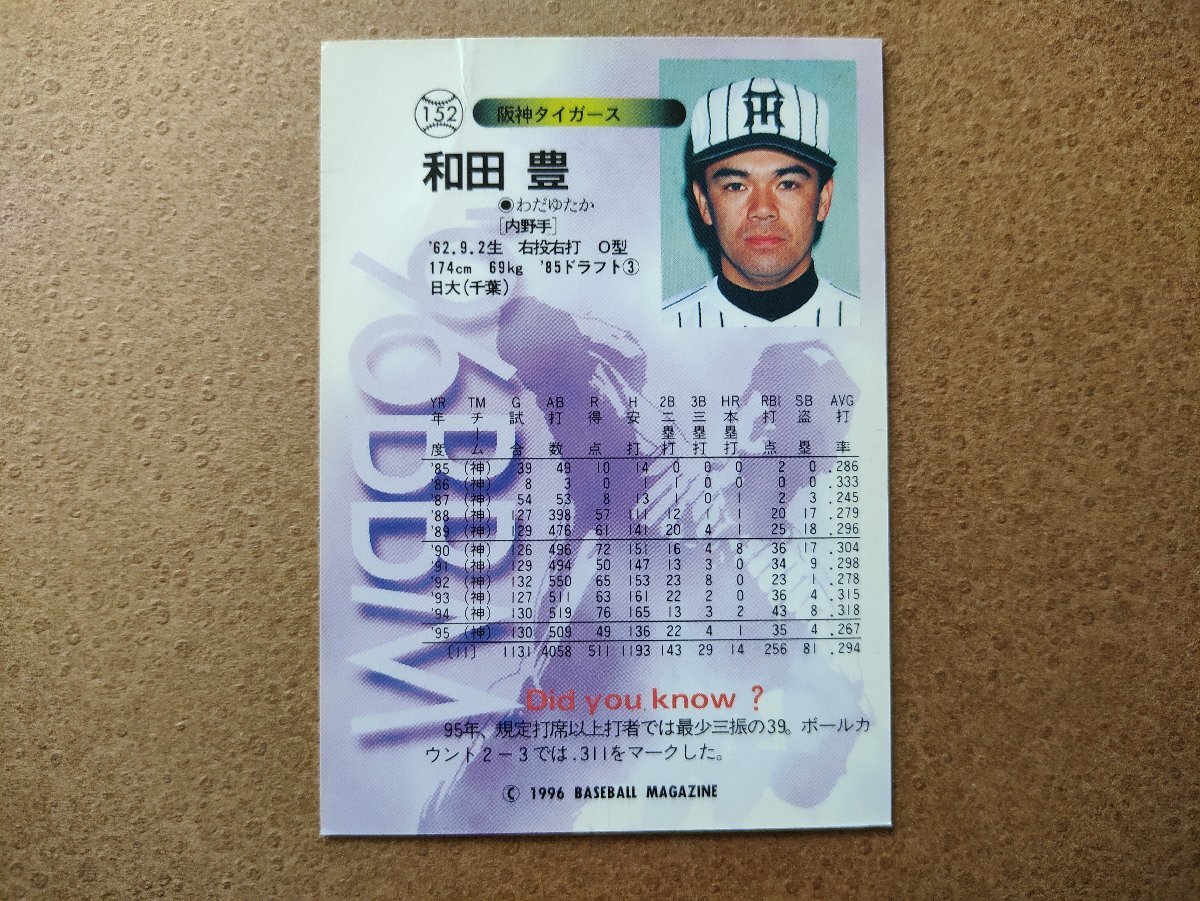 152 阪神タイガース
和田 豊
◉わだゆたか
[内野手]
'62.9.2生 右投右打 O型
174cm 69kg '85ドラフト③
日大(千葉)
TH
'96 BBM
YR TM G AB R H 2B 3B HR RBI SB AVG
年度 チーム 試合 打数 得点 安打 二塁打 三塁打 本塁打 打点 盗塁 打率
'85 (神) 39 49 10 14 0 0 0 2 0 .286
'86 (神) 8 3 0 1 1 0 0 0 0 .333
'87 (神) 54 53 8 13 1 0 1 2 3 .245
'88 (神) 127 398 57 111 12 1 1 20 17 .279
'89 (神) 129 476 61 141 20 4 1 25 18 .296
'90 (神) 126 496 72 151 16 4 8 36 17 .304
'91 (神) 129 494 50 147 13 3 0 34 9 .298
'92 (神) 132 550 65 153 23 8 0 23 1 .278
'93 (神) 127 511 63 161 22 2 0 36 4 .315
'94 (神) 130 519 76 165 13 3 2 43 8 .318
'95 (神) 130 509 49 136 22 4 1 35 4 .267
[11] 1131 4058 511 1193 143 29 14 256 81 .294
Did you know ?
95年、規定打席以上打者では最少三振の39。ボールカ
ウント2－3では.311をマークした。
© 1996 BASEBALL MAGAZINE